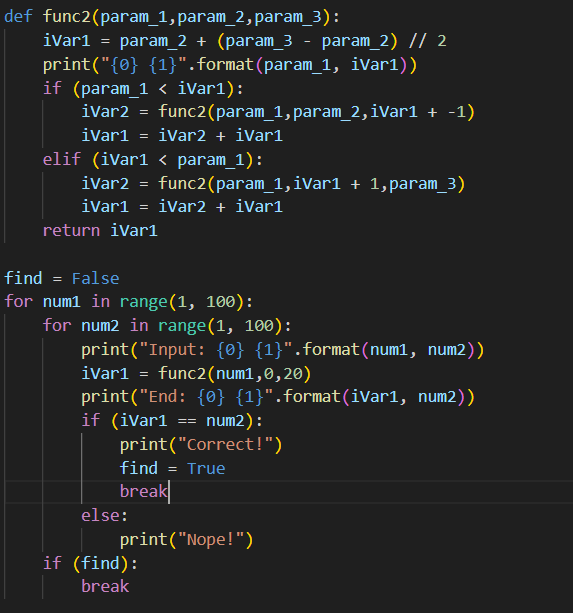 def func2(param_1,param_2,param_3):
    iVar1 = param_2 + (param_3 - param_2) // 2
    print("{0} {1}".format(param_1, iVar1))
    if (param_1 < iVar1):
        iVar2 = func2(param_1,param_2,iVar1 + -1)
        iVar1 = iVar2 + iVar1
    elif (iVar1 < param_1):
        iVar2 = func2(param_1,iVar1 + 1,param_3)
        iVar1 = iVar2 + iVar1
    return iVar1

find = False
for num1 in range(1, 100):
    for num2 in range(1, 100):
        print("Input: {0} {1}".format(num1, num2))
        iVar1 = func2(num1,0,20)
        print("End: {0} {1}".format(iVar1, num2))
        if (iVar1 == num2):
            print("Correct!")
            find = True
            break
        else:
            print("Nope!")
    if (find):
        break